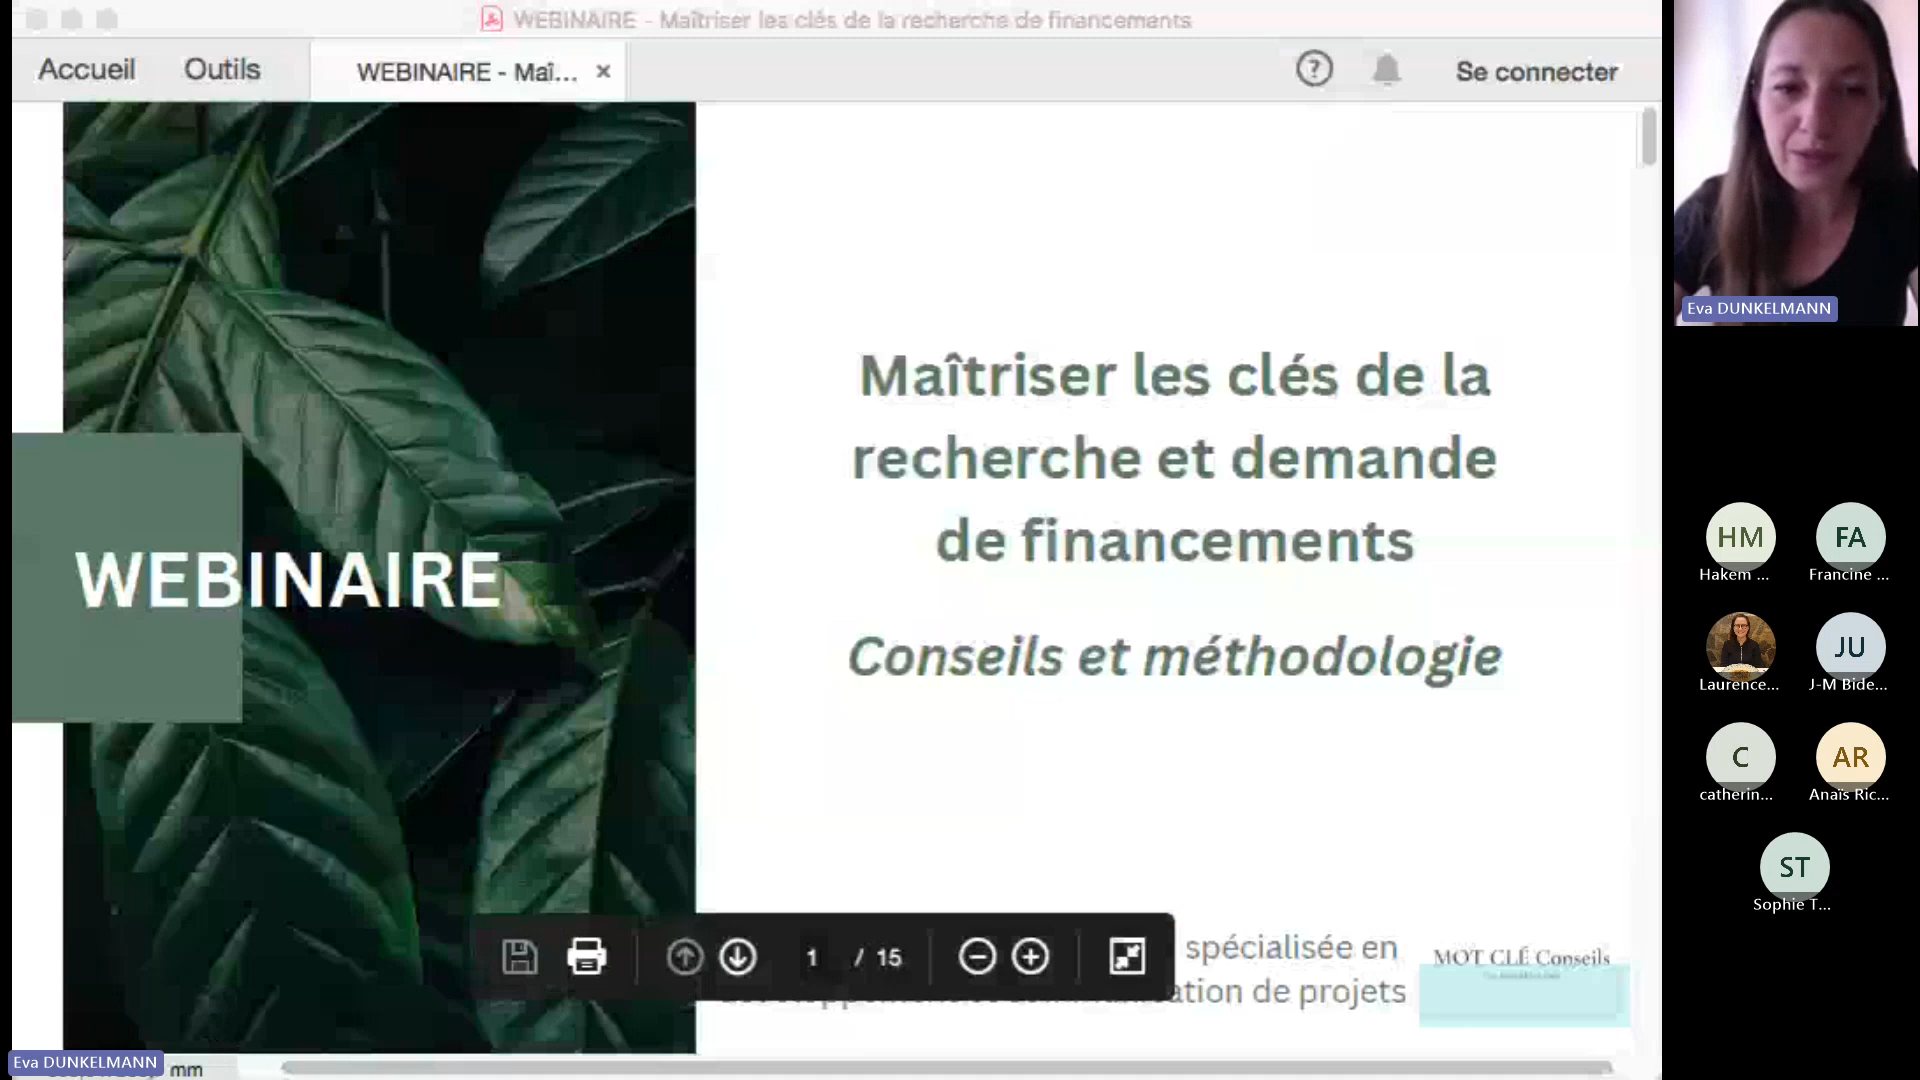 WEBINAIRE - Maîtriser les clés de la recherche de financements
Accueil
Outils
WEBINAIRE - Maî... ×
?
Se connecter
Eva DUNKELMANN
Maîtriser les clés de la
recherche et demande
de financements
WEBINAIRE
Conseils et méthodologie
HM
Hakem ...
FA
Francine ...
Laurence...
JU
J-M Bide...
C
catherin...
AR
Anaïs Ric...
ST
Sophie T...
1 / 15
spécialisée en
de projets
MOT CLÉ Conseils
Eva DUNKELMANN
mm